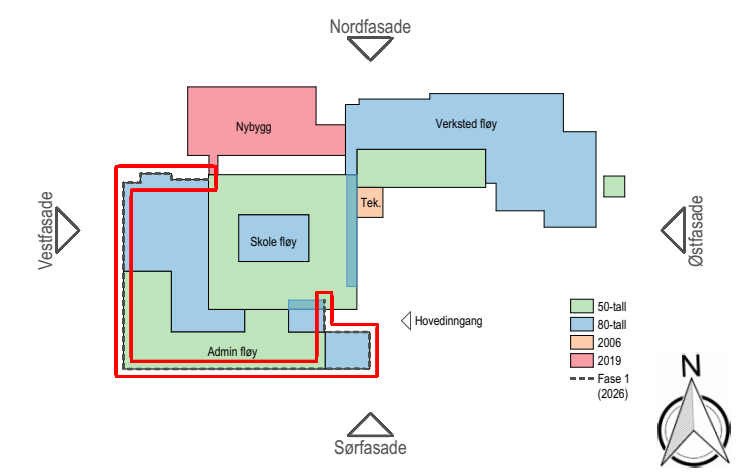 Nordfasade
Nybygg
Verksted fløy
Tek.
Vestfasade
Skole fløy
Østfasade
Hovedinngang
50-tall
80-tall
2006
2019
Fase 1
(2026)
Admin fløy
N
Sørfasade